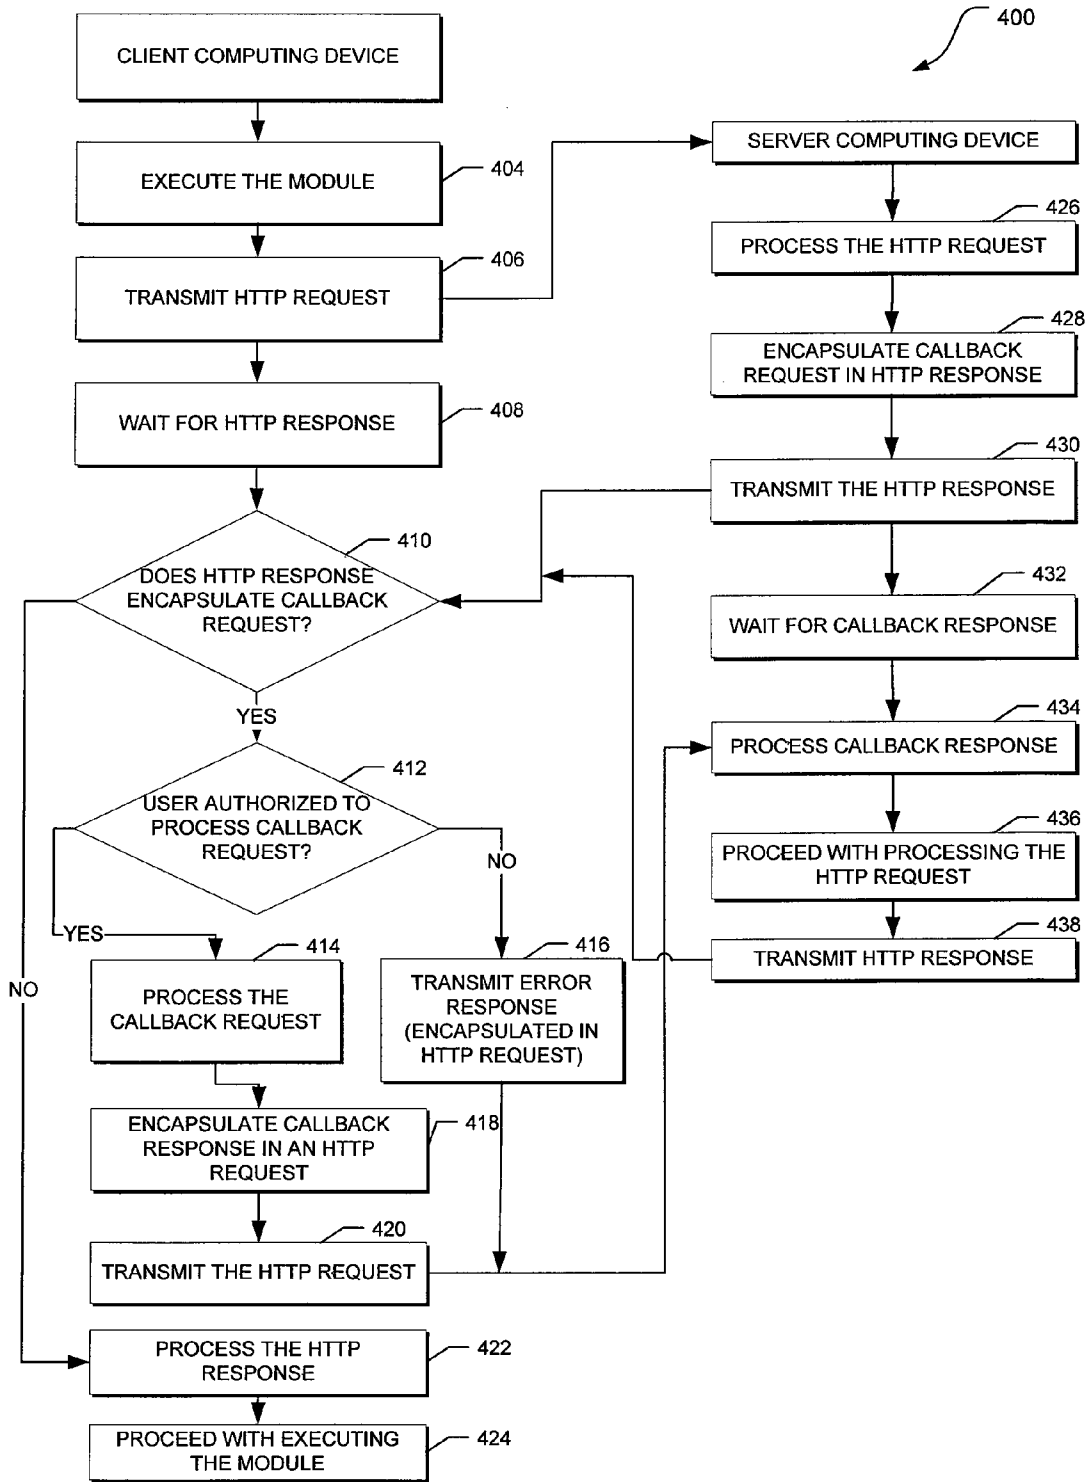 400
CLIENT COMPUTING DEVICE
EXECUTE THE MODULE
404
TRANSMIT HTTP REQUEST
406
WAIT FOR HTTP RESPONSE
408
DOES HTTP RESPONSE
ENCAPSULATE CALLBACK
REQUEST?
410
YES
NO
USER AUTHORIZED TO
PROCESS CALLBACK
REQUEST?
412
YES
NO
PROCESS THE
CALLBACK REQUEST
414
TRANSMIT ERROR
RESPONSE
(ENCAPSULATED IN
HTTP REQUEST)
416
ENCAPSULATE CALLBACK
RESPONSE IN AN HTTP
REQUEST
418
TRANSMIT THE HTTP REQUEST
420
PROCESS THE HTTP
RESPONSE
422
PROCEED WITH EXECUTING
THE MODULE
424
SERVER COMPUTING DEVICE
PROCESS THE HTTP REQUEST
426
ENCAPSULATE CALLBACK
REQUEST IN HTTP RESPONSE
428
TRANSMIT THE HTTP RESPONSE
430
WAIT FOR CALLBACK RESPONSE
432
PROCESS CALLBACK RESPONSE
434
PROCEED WITH PROCESSING THE
HTTP REQUEST
436
TRANSMIT HTTP RESPONSE
438